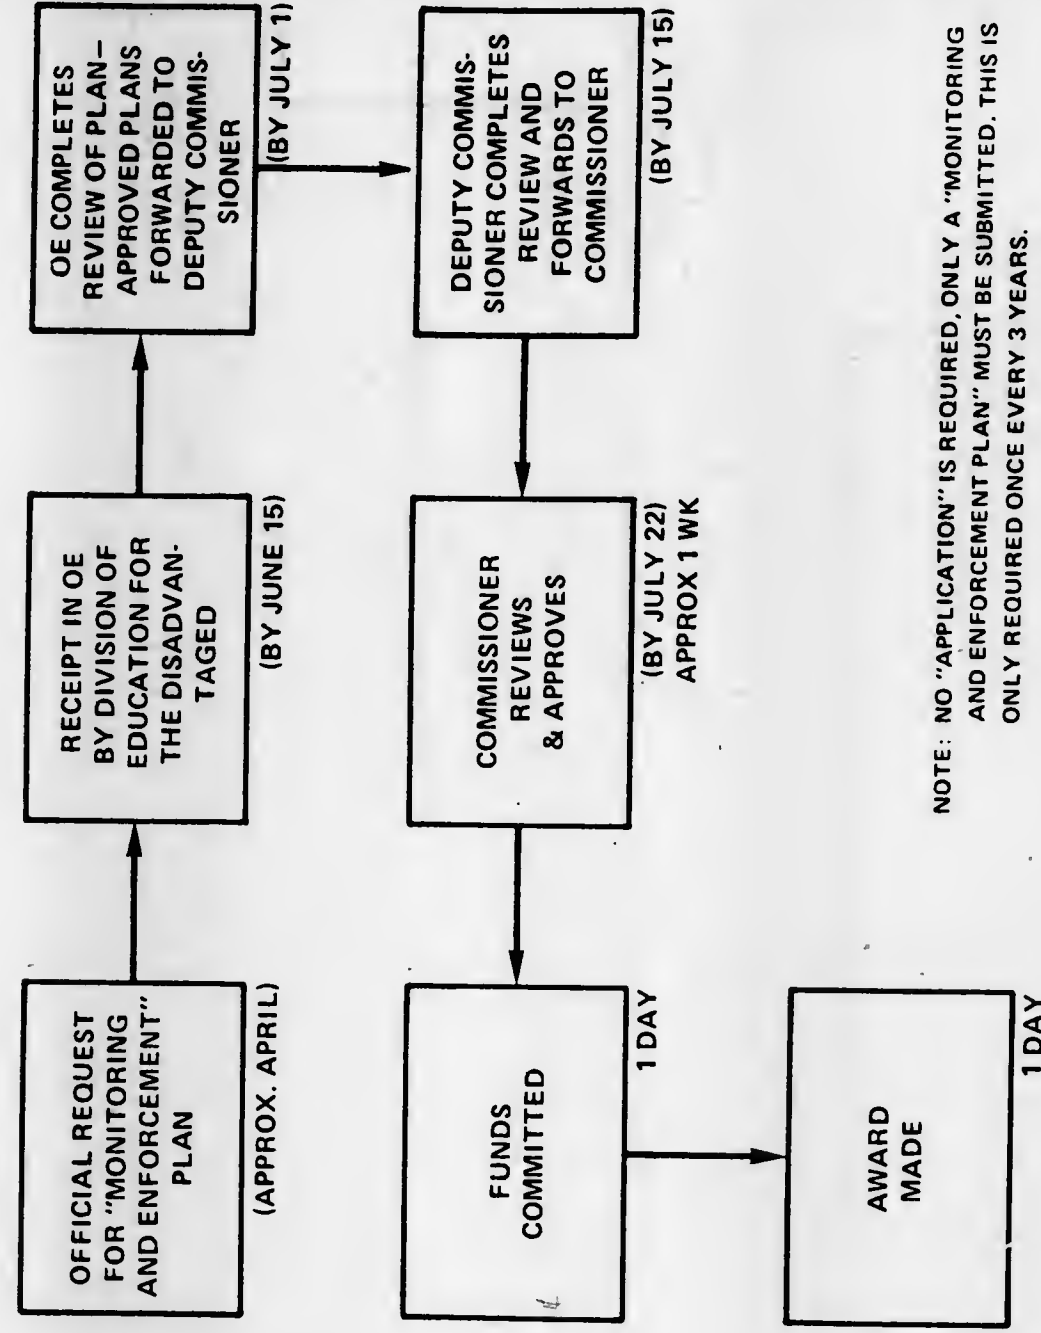 OFFICIAL REQUEST
FOR "MONITORING
AND ENFORCEMENT"
PLAN
(APPROX. APRIL)
RECEIPT IN OE
BY DIVISION OF
EDUCATION FOR
THE DISADVAN-
TAGED
(BY JUNE 15)
OE COMPLETES
REVIEW OF PLAN—
APPROVED PLANS
FORWARDED TO
DEPUTY COMMIS-
SIONER
(BY JULY 1)
DEPUTY COMMIS-
SIONER COMPLETES
REVIEW AND
FORWARDS TO
COMMISSIONER
(BY JULY 15)
COMMISSIONER
REVIEWS
& APPROVES
(BY JULY 22)
APPROX 1 WK
FUNDS
COMMITTED
1 DAY
AWARD
MADE
1 DAY
NOTE: NO "APPLICATION" IS REQUIRED, ONLY A "MONITORING
AND ENFORCEMENT PLAN" MUST BE SUBMITTED. THIS IS
ONLY REQUIRED ONCE EVERY 3 YEARS.